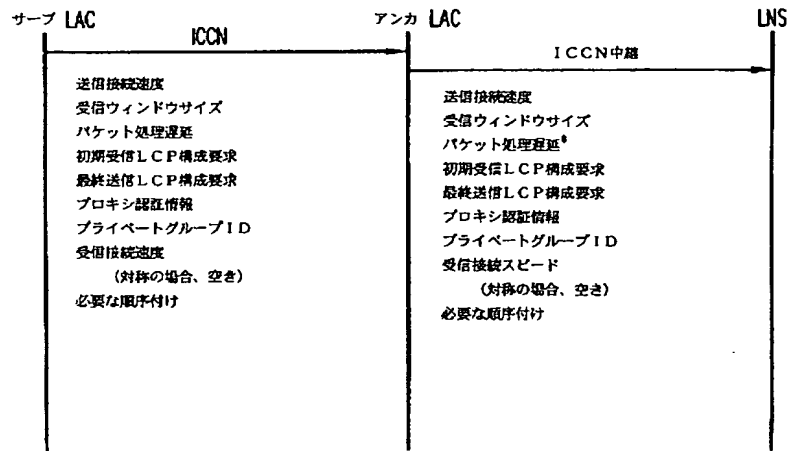 サーブ LAC
アンカ LAC
LNS
ICCN
ICCN中継
送信接続速度
受信ウィンドウサイズ
パケット処理遅延
初期受信LCP構成要求
最終送信LCP構成要求
プロキシ認証情報
プライベートグループID
受信接続速度
(対称の場合、空き)
必要な順序付け
送信接続速度
受信ウィンドウサイズ
パケット処理遅延*
初期受信LCP構成要求
最終送信LCP構成要求
プロキシ認証情報
プライベートグループID
受信接続スピード
(対称の場合、空き)
必要な順序付け